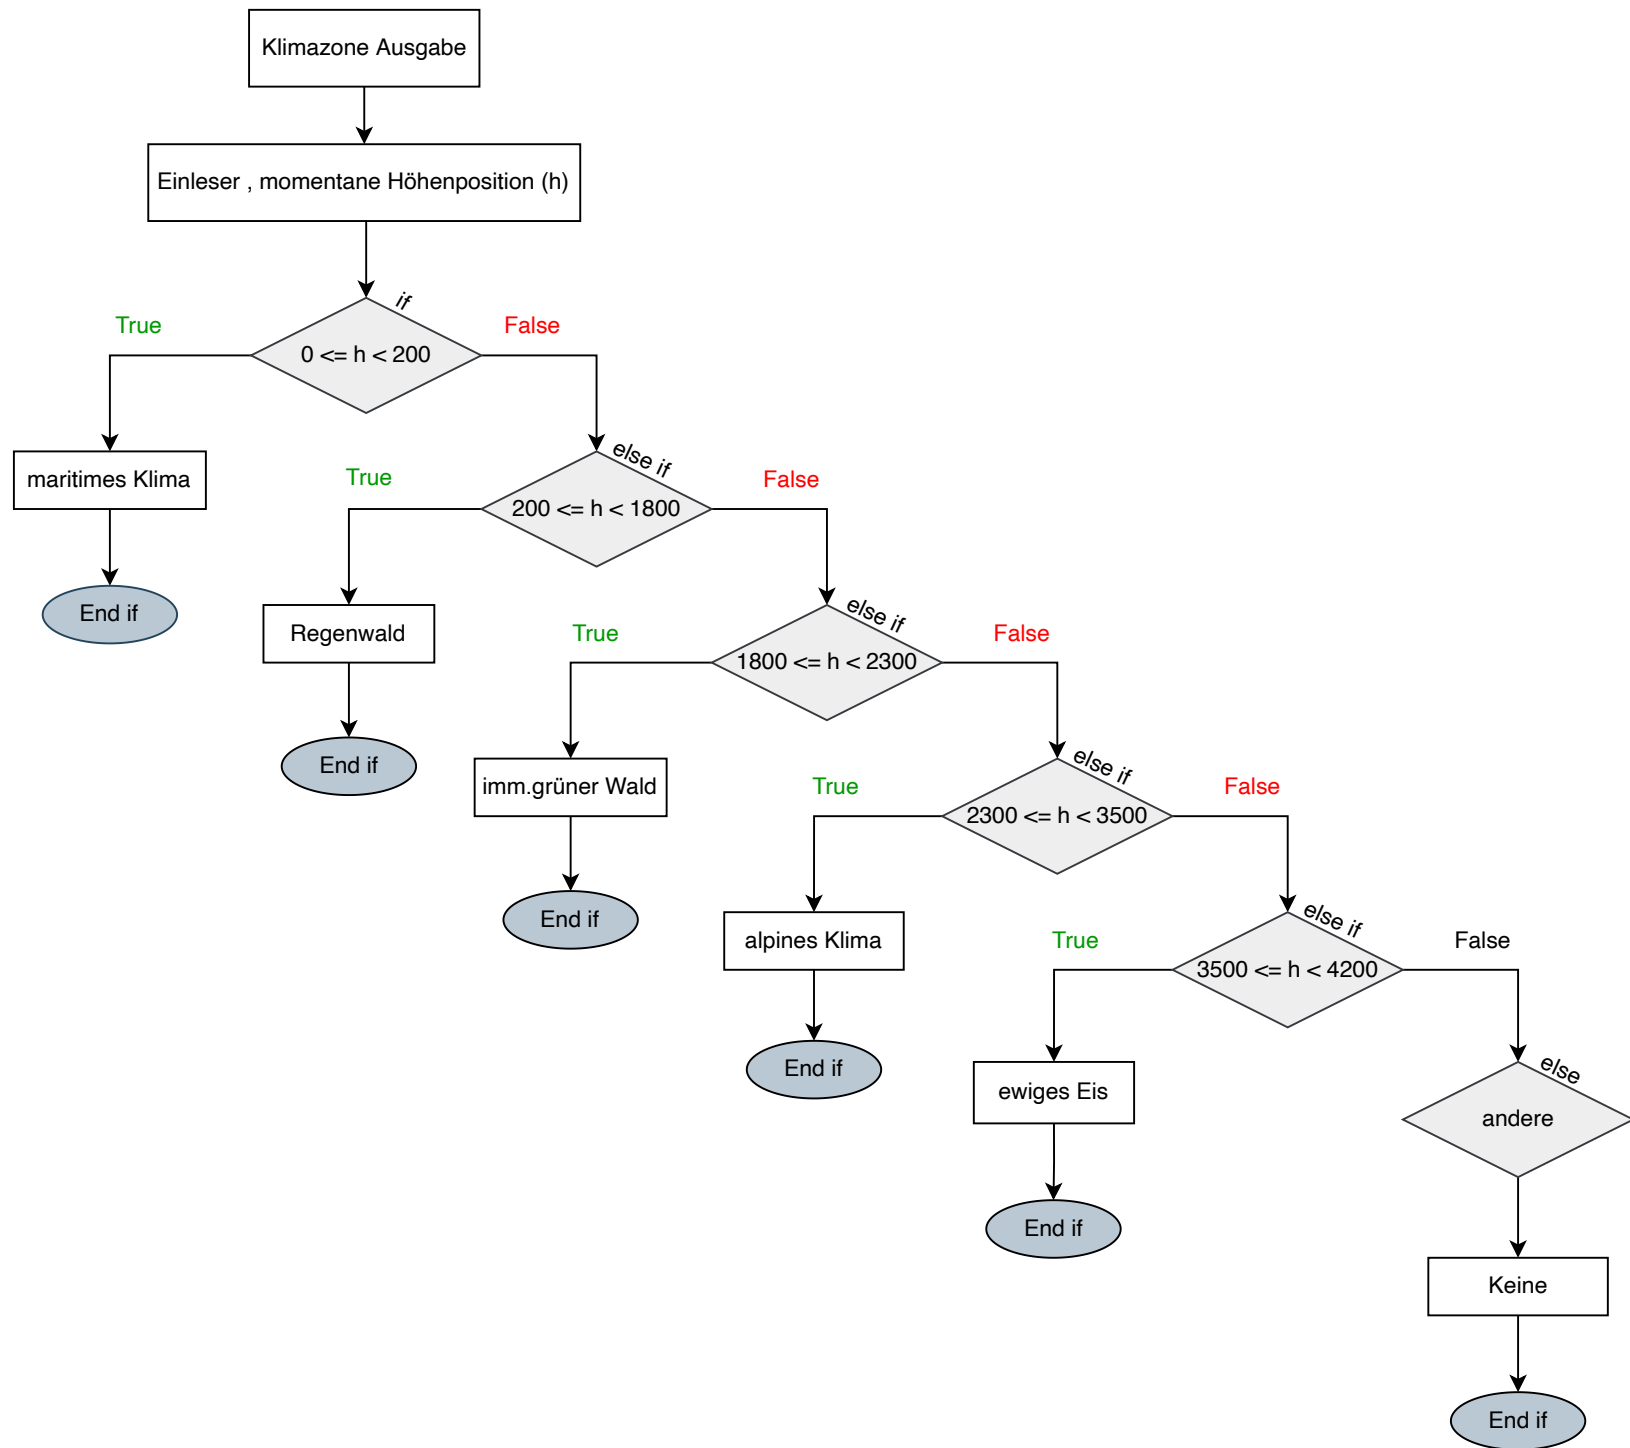 Klimazone Ausgabe
Einleser , momentane Höhenposition (h)
if
True
False
0 <= h < 200
maritimes Klima
End if
else if
True
False
200 <= h < 1800
Regenwald
End if
else if
True
False
1800 <= h < 2300
imm.grüner Wald
End if
else if
True
False
2300 <= h < 3500
alpines Klima
End if
else if
True
False
3500 <= h < 4200
ewiges Eis
End if
else
andere
Keine
End if